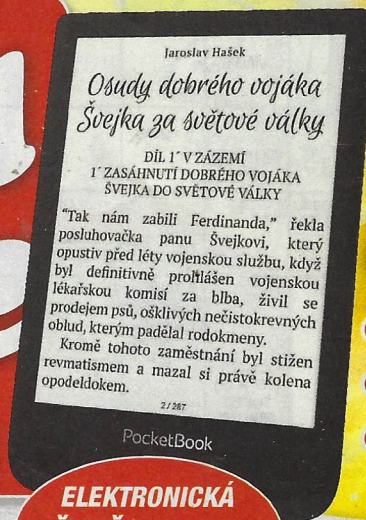 Jaroslav Hašek
Osudy dobrého vojáka
Švejka za světové války
DÍL 1´ V ZÁZEMÍ
1´ ZASÁHNUTÍ DOBRÉHO VOJÁKA
ŠVEJKA DO SVĚTOVÉ VÁLKY
“Tak nám zabili Ferdinanda,” řekla
posluhovačka panu Švejkovi, který
opustiv před léty vojenskou službu, když
byl definitivně prohlášen vojenskou
lékařskou komisí za blba, živil se
prodejem psů, ošklivých nečistokrevných
oblud, kterým padělal rodokmeny.
Kromě tohoto zaměstnání byl stižen
revmatismem a mazal si právě kolena
opodeldokem.
2 / 287
PocketBook
ELEKTRONICKÁ